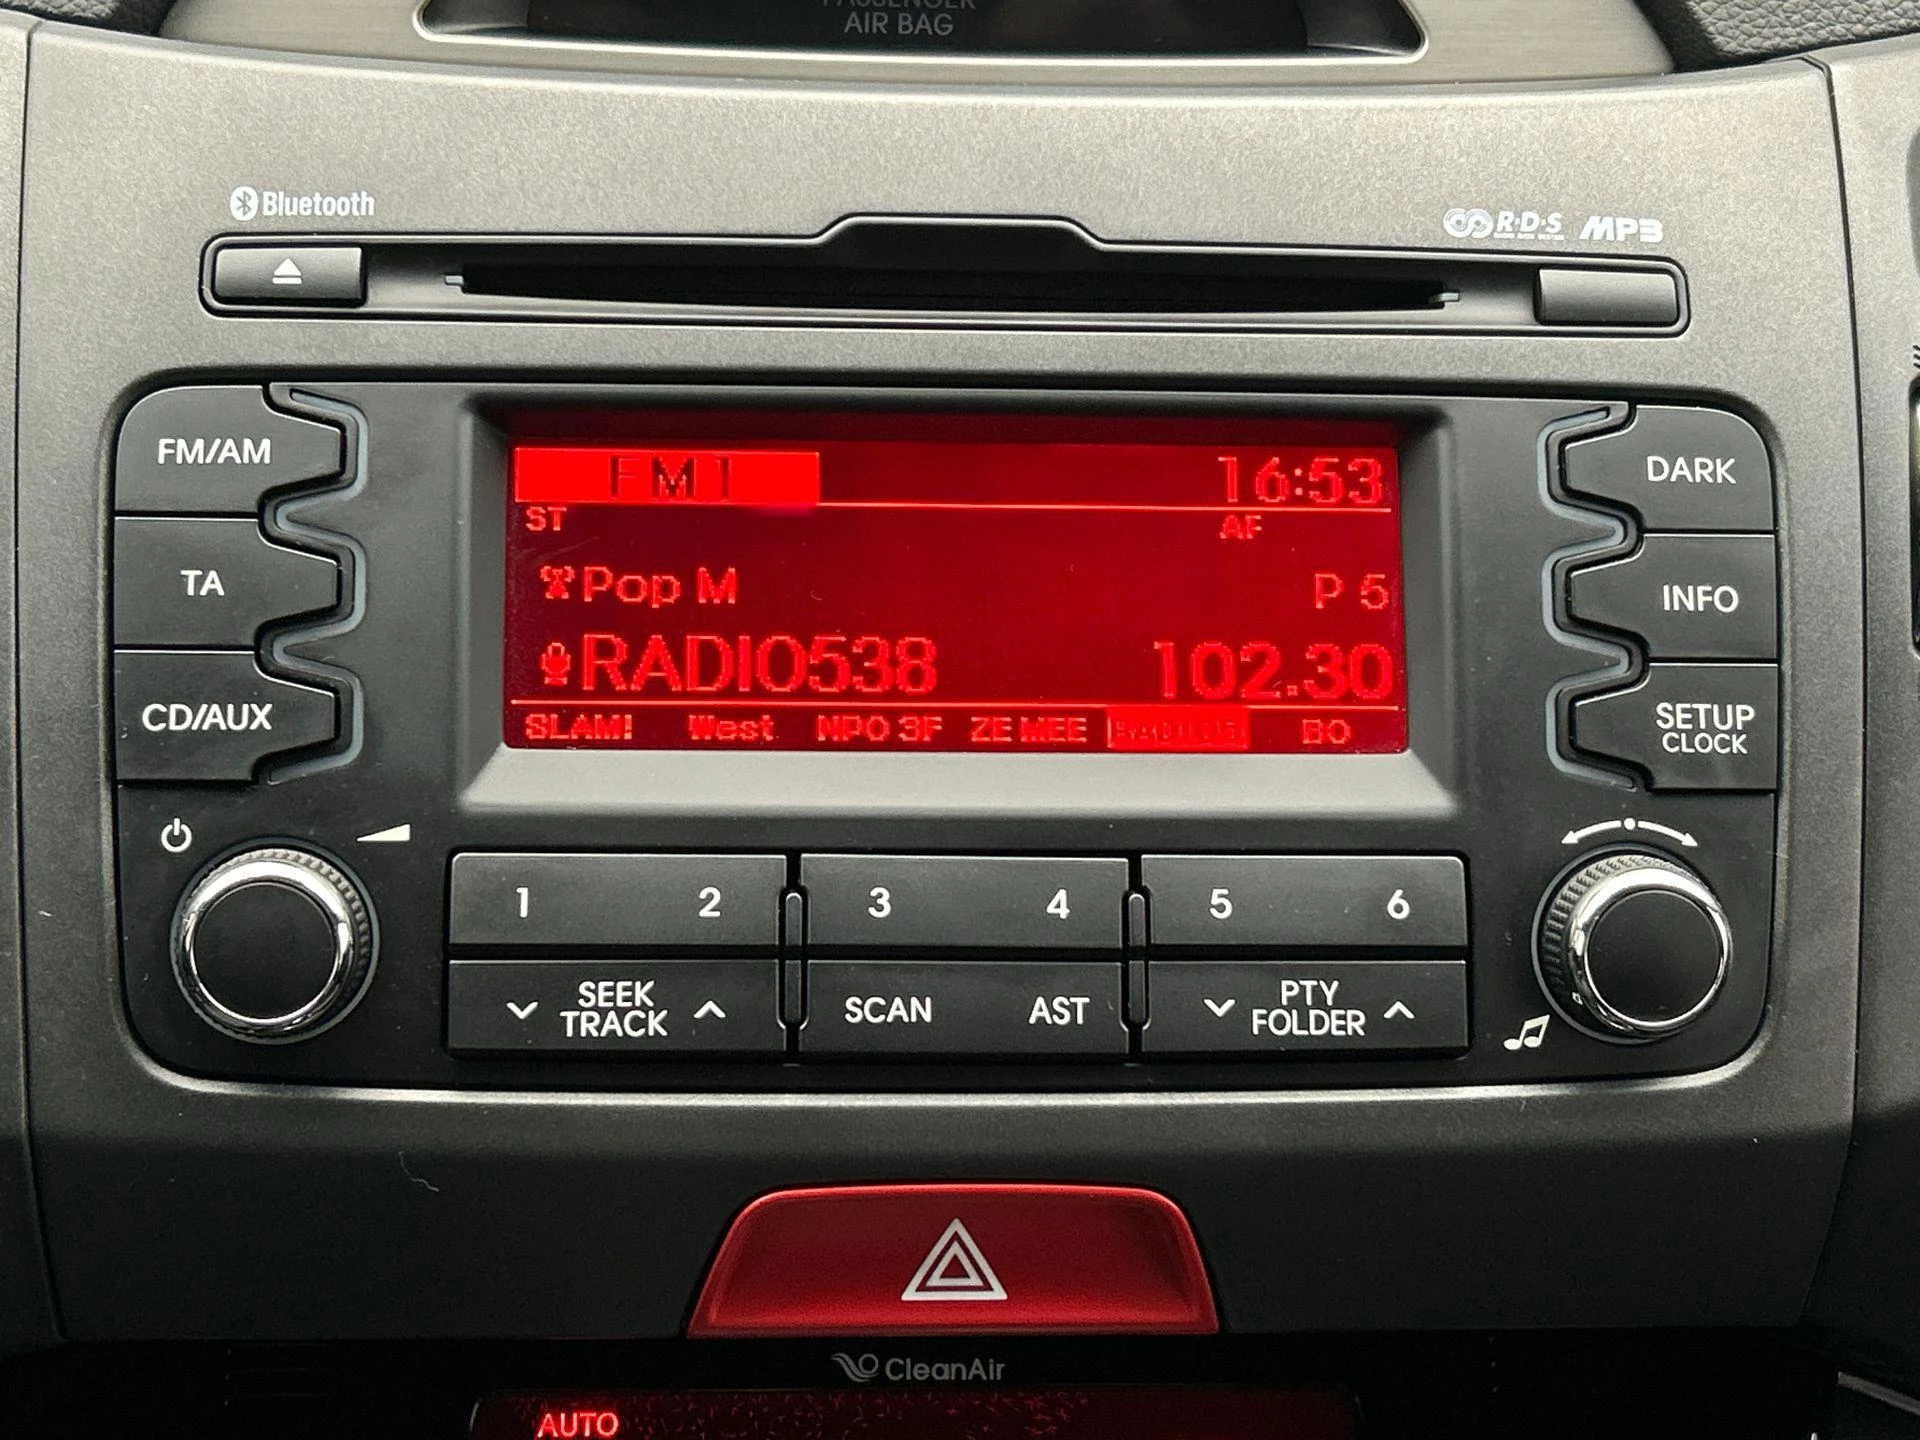 PASSENGER
AIR BAG
Bluetooth
R·D·S MP3
FM/AM
TA
CD/AUX
FM1 16:53
ST AF
Pop M P 5
RADIO538 102.30
SLAM! West NPO 3F ZE MEE RADIO5 BO
DARK
INFO
SETUP
CLOCK
1 2 3 4 5 6
SEEK
TRACK
SCAN AST
PTY
FOLDER
CleanAir
AUTO